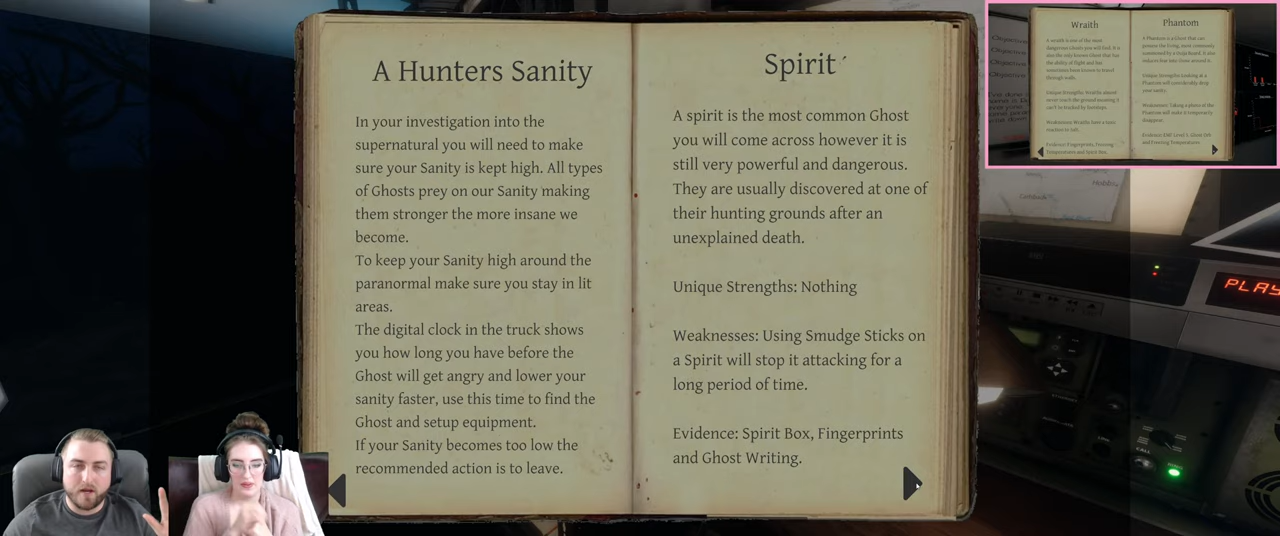 A Hunters Sanity
In your investigation into the
supernatural you will need to make
sure your Sanity is kept high. All types
of Ghosts prey on our Sanity making
them stronger the more insane we
become.
To keep your Sanity high around the
paranormal make sure you stay in lit
areas.
The digital clock in the truck shows
you how long you have before the
Ghost will get angry and lower your
sanity faster, use this time to find the
Ghost and setup equipment.
If your Sanity becomes too low the
recommended action is to leave.
Spirit
A spirit is the most common Ghost
you will come across however it is
still very powerful and dangerous.
They are usually discovered at one of
their hunting grounds after an
unexplained death.
Unique Strengths: Nothing
Weaknesses: Using Smudge Sticks on
a Spirit will stop it attacking for a
long period of time.
Evidence: Spirit Box, Fingerprints
and Ghost Writing.
Wraith
Phantom
PLAY
CALL